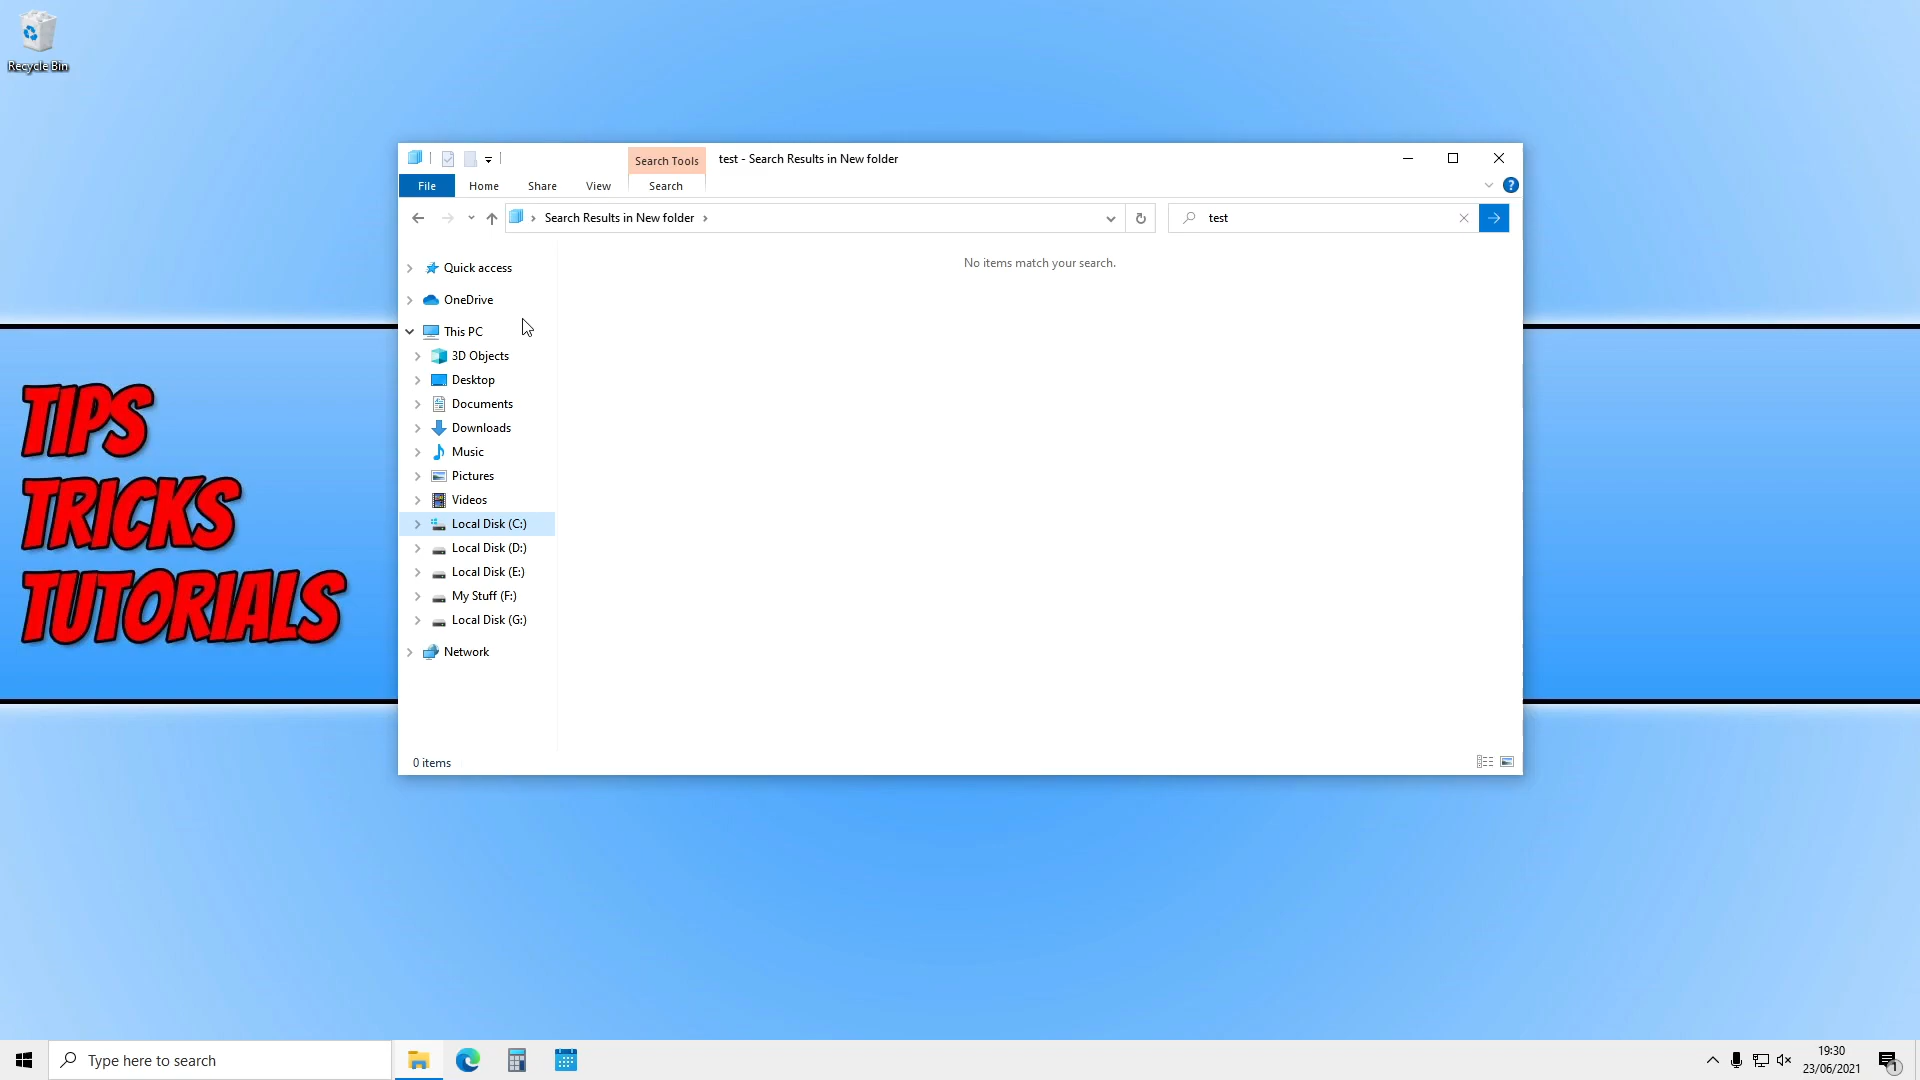 Recycle Bin
Search Tools
test - Search Results in New folder
File
Home
Share
View
Search
?
Search Results in New folder
test
Quick access
OneDrive
This PC
3D Objects
Desktop
Documents
Downloads
Music
Pictures
Videos
Local Disk (C:)
Local Disk (D:)
Local Disk (E:)
My Stuff (F:)
Local Disk (G:)
Network
No items match your search.
0 items
TIPS
TRICKS
TUTORIALS
Type here to search
19:30
23/06/2021
1